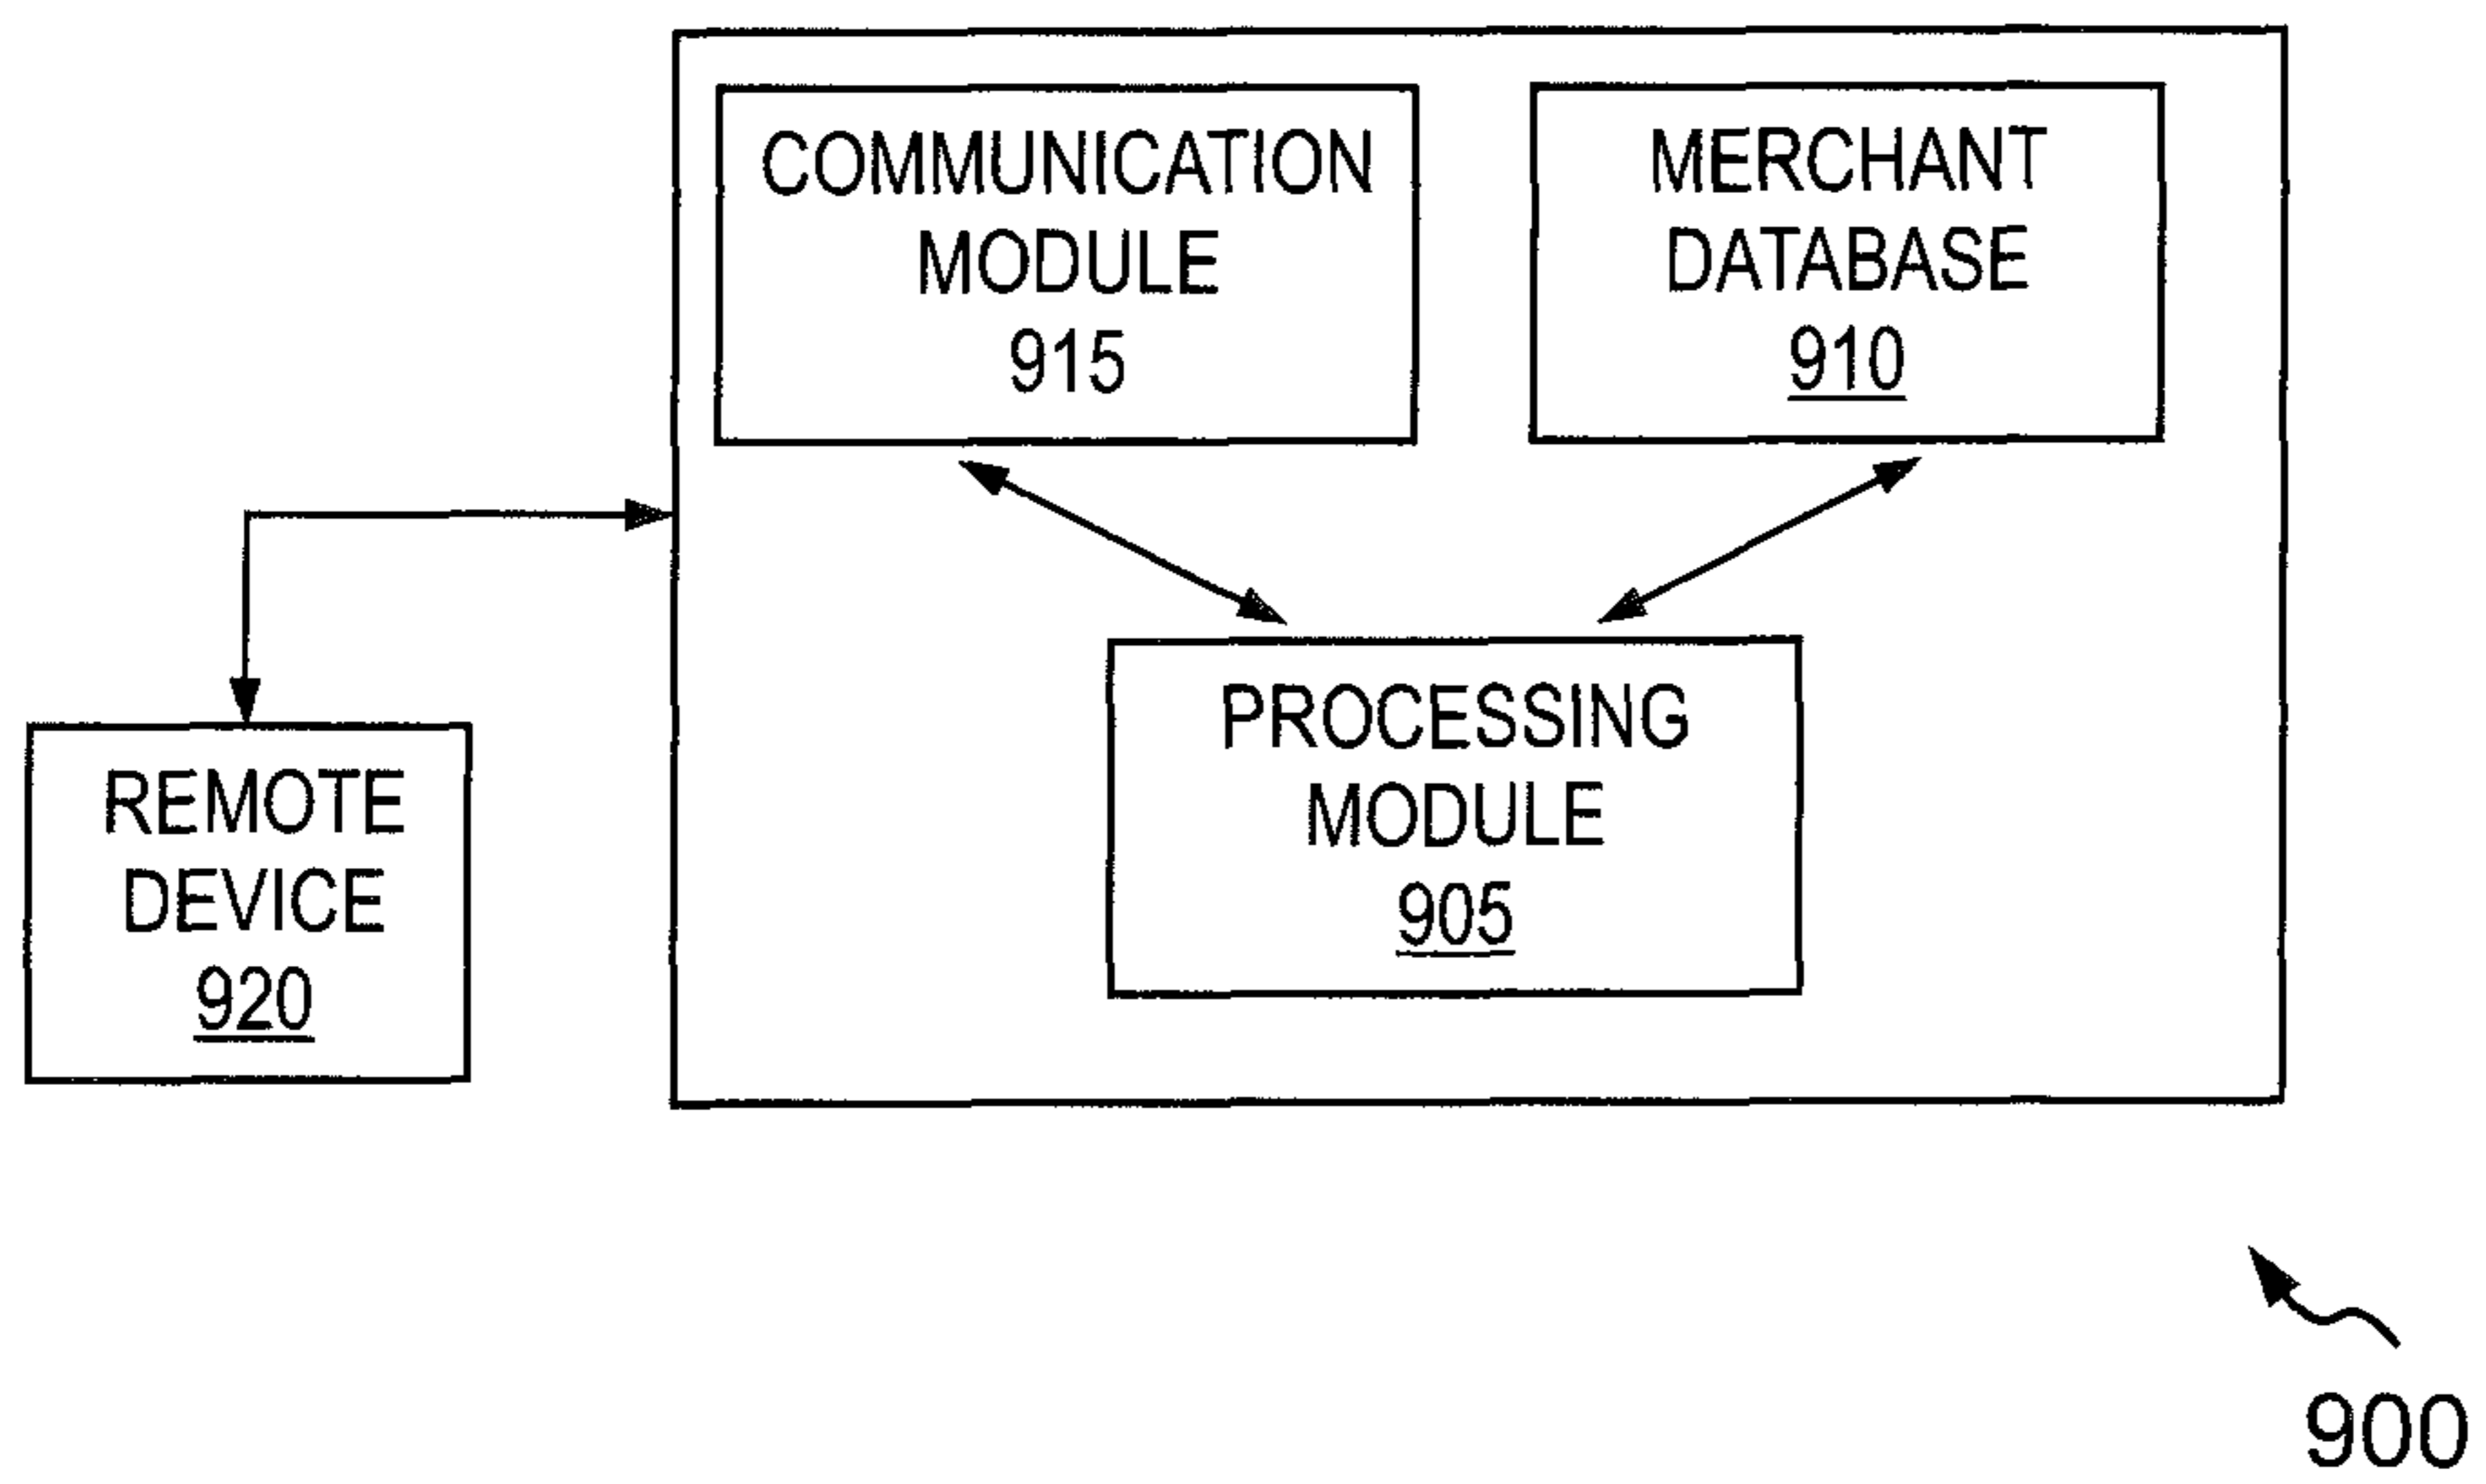 COMMUNICATION
MODULE
915
MERCHANT
DATABASE
910
PROCESSING
MODULE
905
REMOTE
DEVICE
920
900